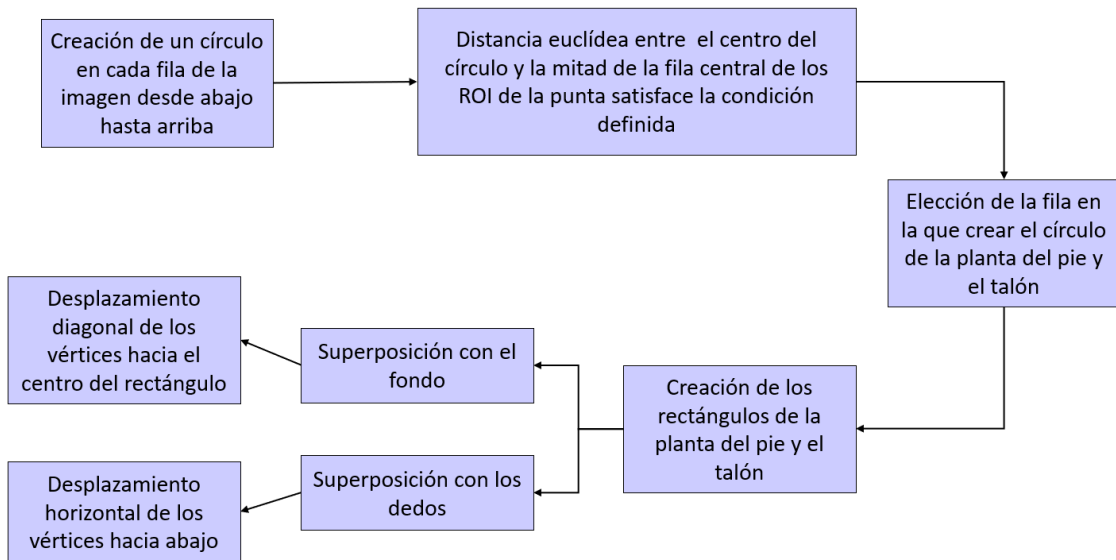 Creación de un círculo
en cada fila de la
imagen desde abajo
hasta arriba
Distancia euclídea entre el centro del
círculo y la mitad de la fila central de los
ROI de la punta satisface la condición
definida
Elección de la fila en
la que crear el círculo
de la planta del pie y
el talón
Creación de los
rectángulos de la
planta del pie y el
talón
Superposición con el
fondo
Desplazamiento
diagonal de los
vértices hacia el
centro del rectángulo
Superposición con los
dedos
Desplazamiento
horizontal de los
vértices hacia abajo